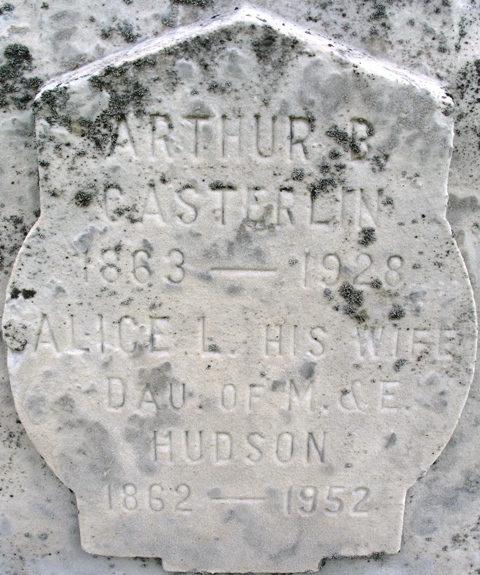 ARTHUR B.
CASTERLIN
1863 — 1928
ALICE L. HIS WIFE
DAU. OF M. & E.
HUDSON
1862 — 1952